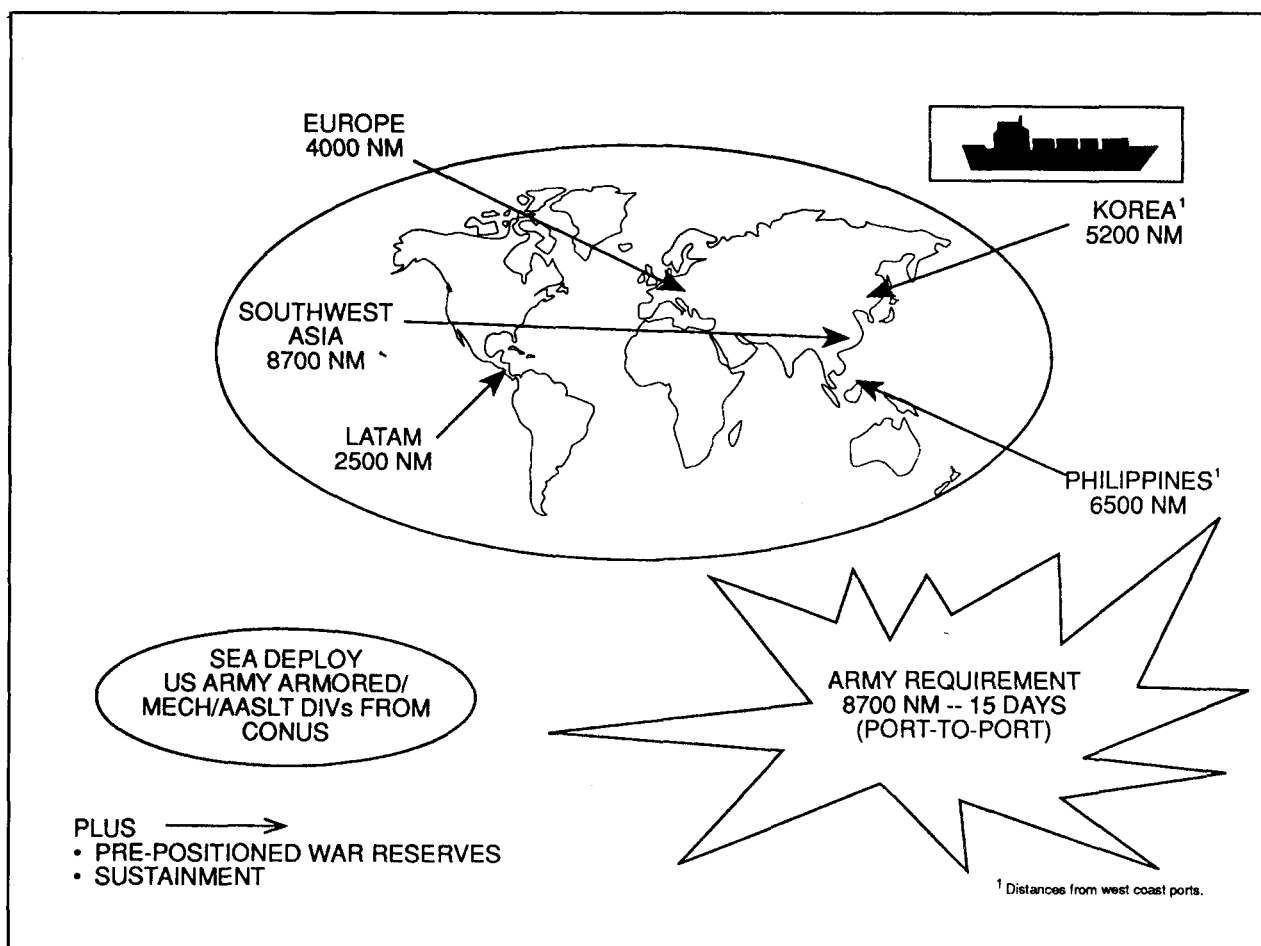 EUROPE
4000 NM
KOREA¹
5200 NM
SOUTHWEST
ASIA
8700 NM
LATAM
2500 NM
PHILIPPINES¹
6500 NM
SEA DEPLOY
US ARMY ARMORED/
MECH/AASLT DIVs FROM
CONUS
ARMY REQUIREMENT
8700 NM -- 15 DAYS
(PORT-TO-PORT)
PLUS
• PRE-POSITIONED WAR RESERVES
• SUSTAINMENT
¹ Distances from west coast ports.